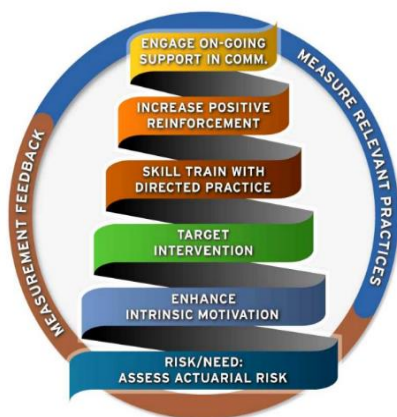 ENGAGE ON-GOING
SUPPORT IN COMM.
INCREASE POSITIVE
REINFORCEMENT
SKILL TRAIN WITH
DIRECTED PRACTICE
TARGET
INTERVENTION
ENHANCE
INTRINSIC MOTIVATION
RISK/NEED:
ASSESS ACTUARIAL RISK
MEASUREMENT FEEDBACK
MEASURE RELEVANT PRACTICES